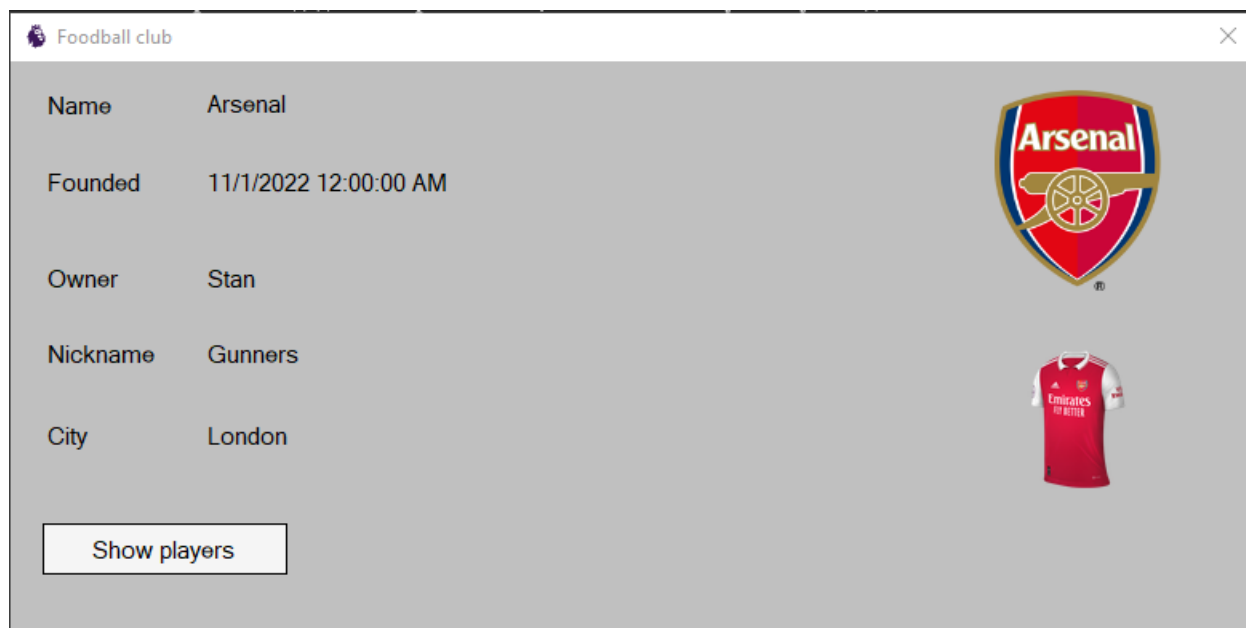 Foodball club
Name Arsenal
Arsenal
Founded 11/1/2022 12:00:00 AM
Owner Stan
®
Nickname Gunners
Emirates
FLY BETTER
City London
Show players